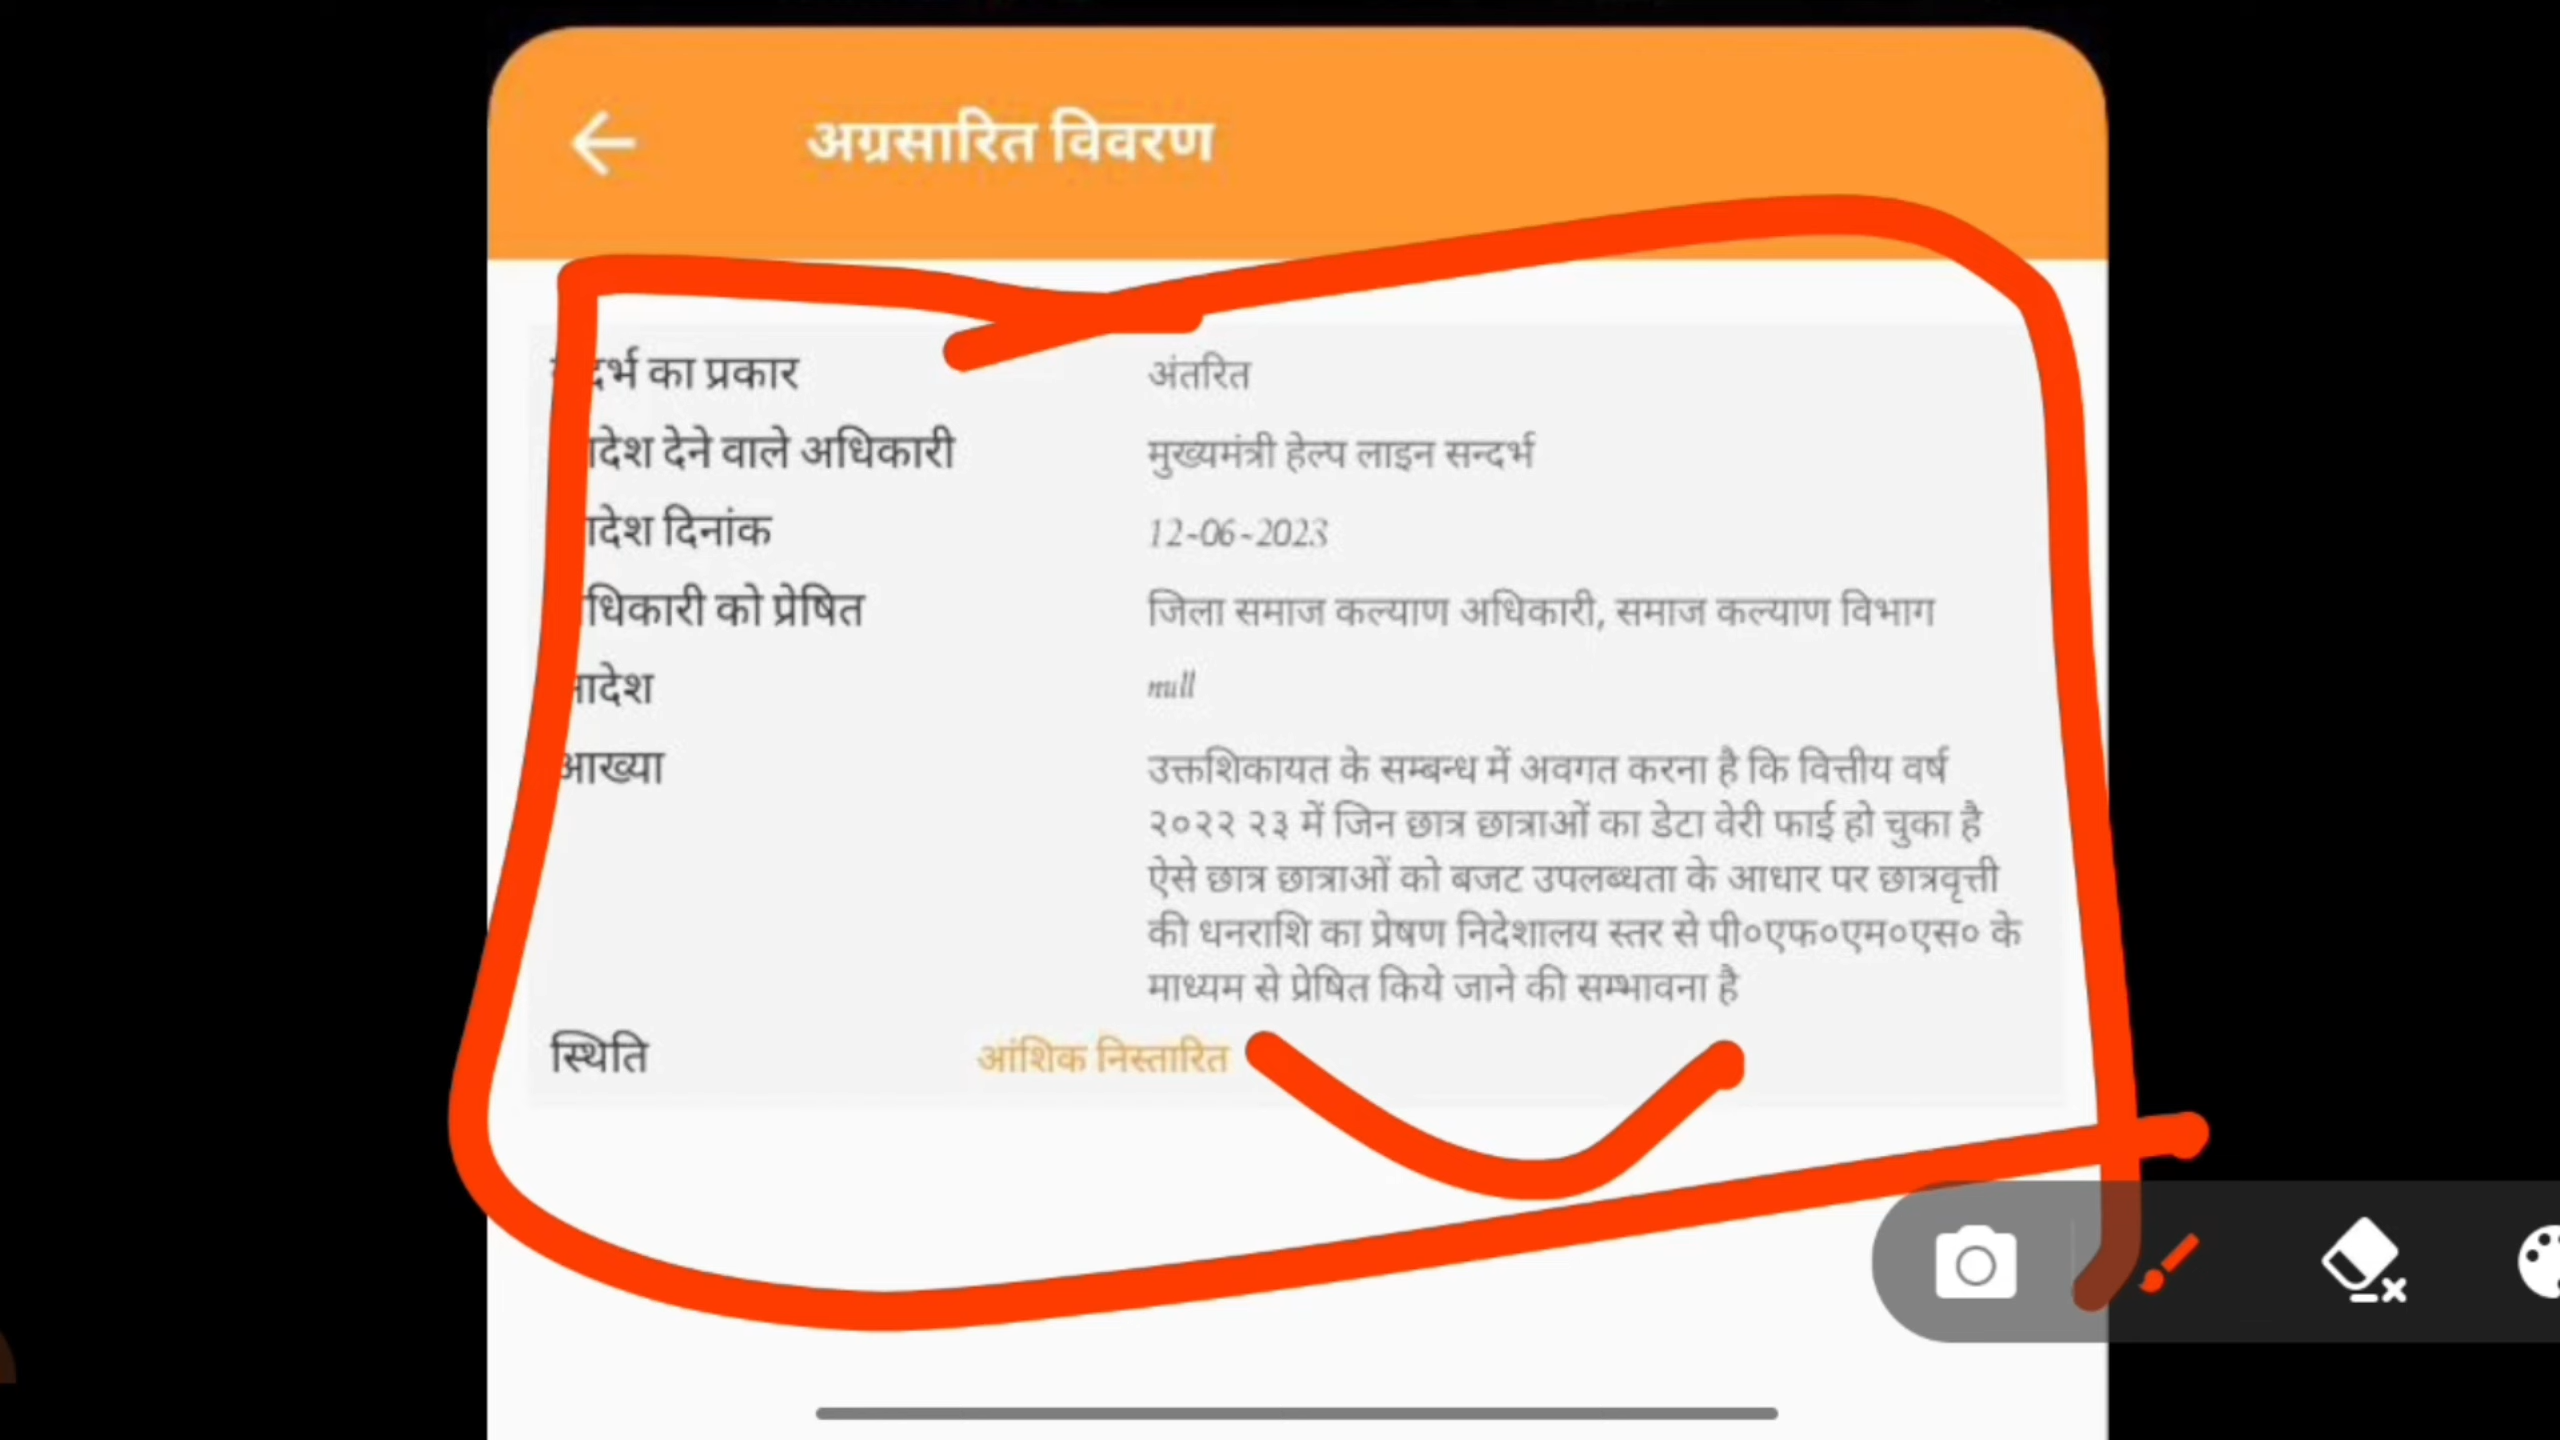 अग्रसारित विवरण
का प्रकार अंतरित
देने वाले अधिकारी मुख्यमंत्री हेल्प लाइन सन्दर्भ
दिनांक 12-06-2023
को प्रेषित जिला समाज कल्याण अधिकारी, समाज कल्याण विभाग
null
आख्या उक्तशिकायत के सम्बन्ध में अवगत करना है कि वित्तीय वर्ष
२०२२ २३ में जिन छात्र छात्राओं का डेटा वेरी फाई हो चुका है
ऐसे छात्र छात्राओं को बजट उपलब्धता के आधार पर छात्रवृत्ती
की धनराशि का प्रेषण निदेशालय स्तर से पी०एफ०एम०एस० के
माध्यम से प्रेषित किये जाने की सम्भावना है
स्थिति आंशिक निस्तारित